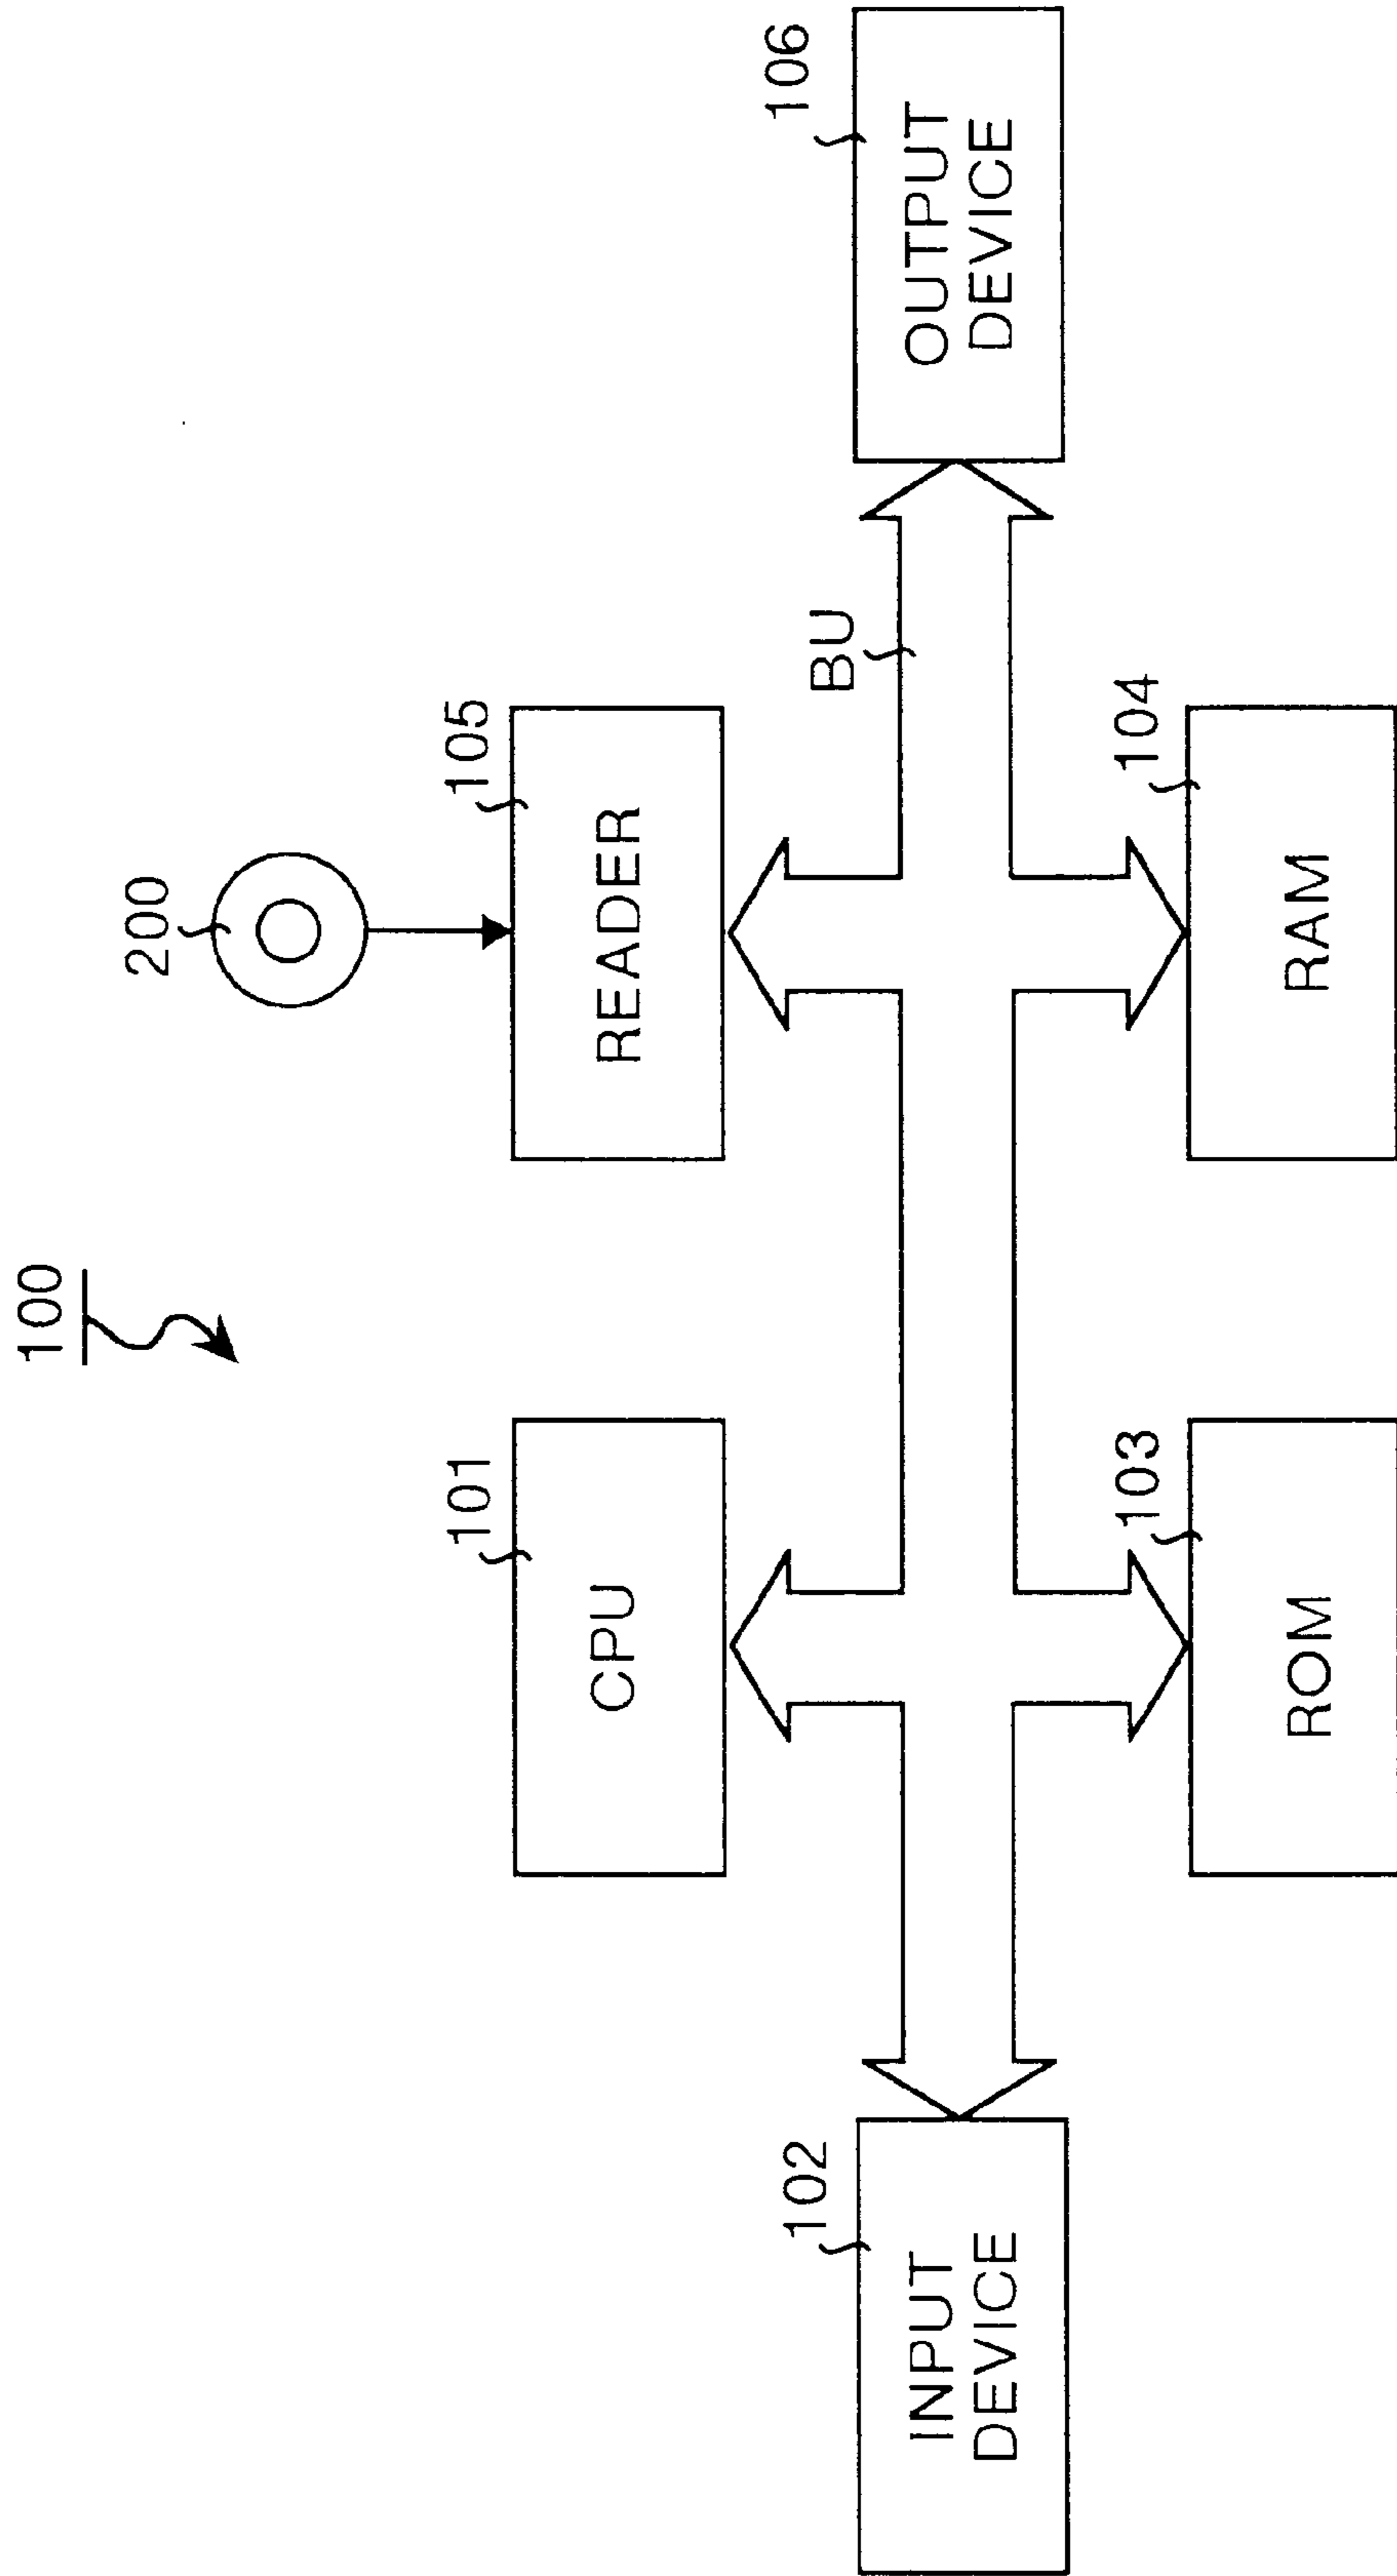 100
200
101
CPU
105
READER
102
INPUT
DEVICE
BU
106
OUTPUT
DEVICE
103
ROM
104
RAM